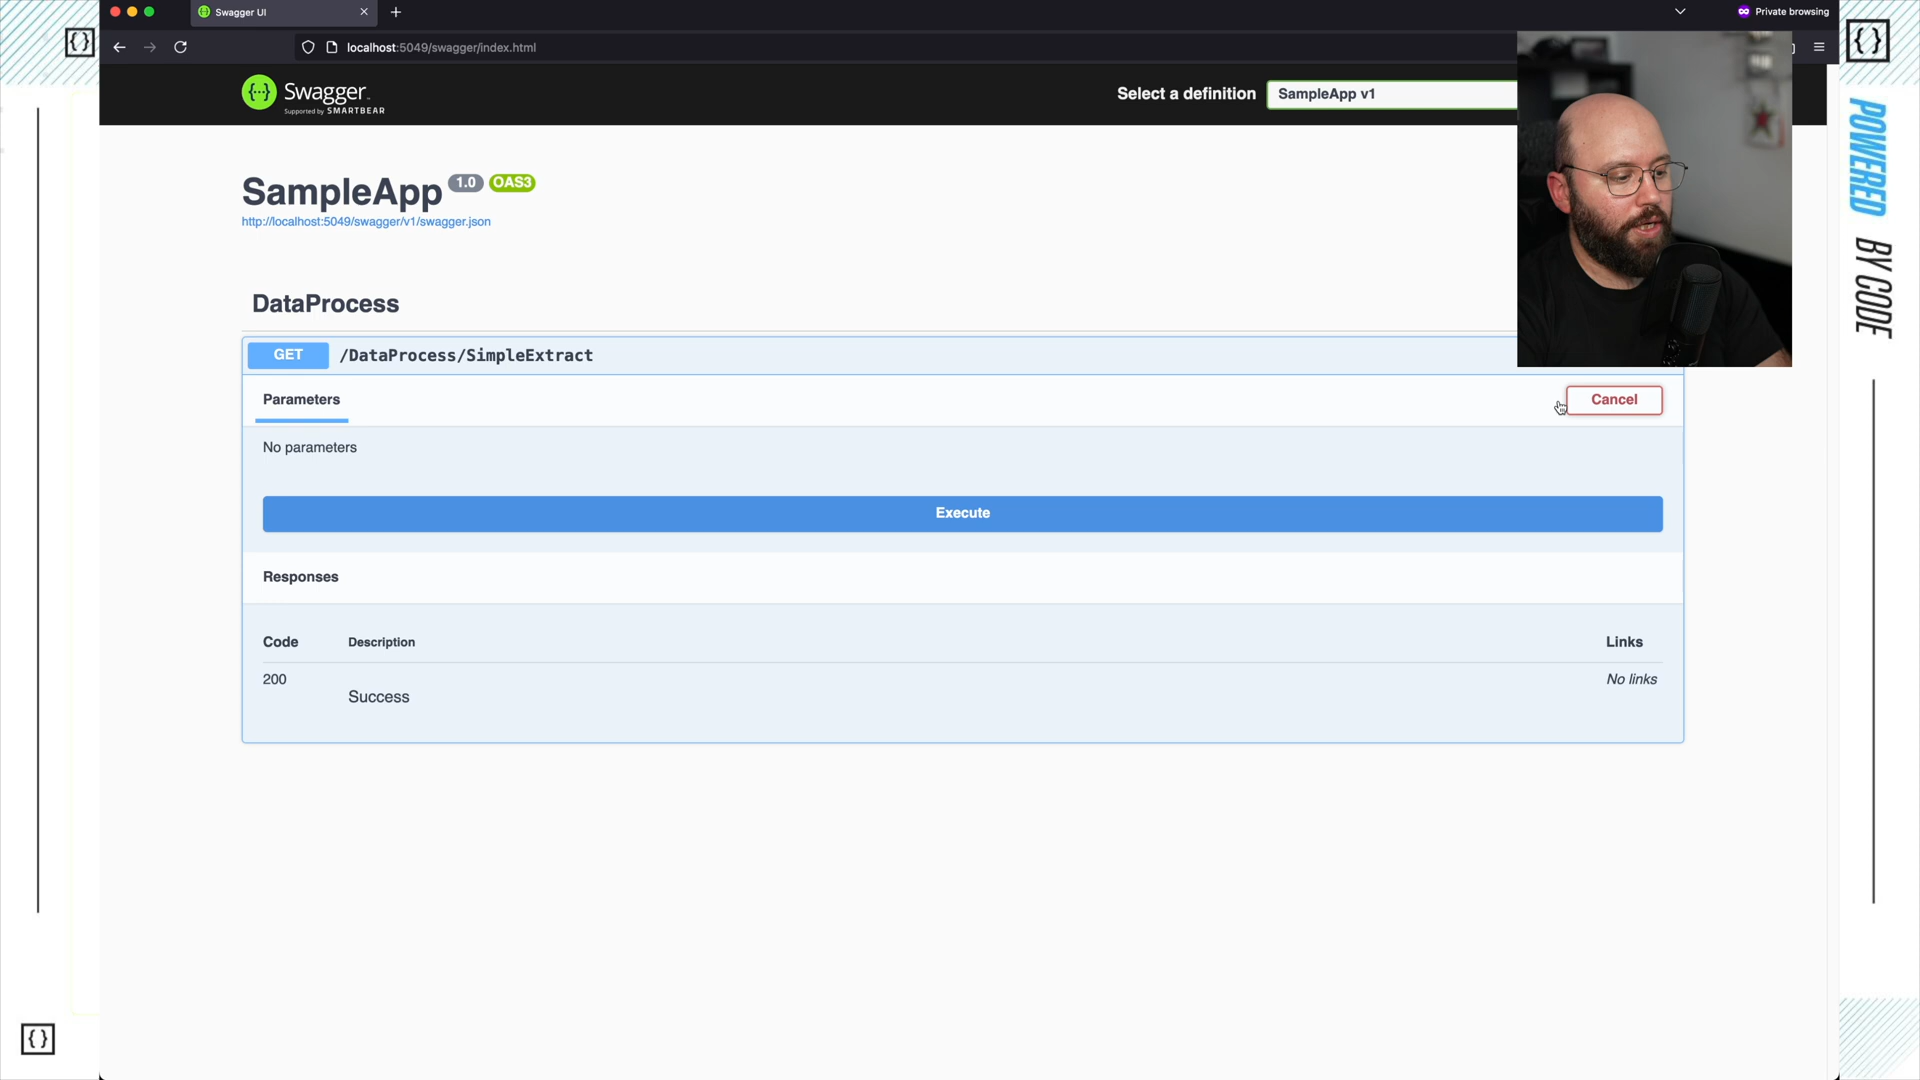 Swagger UI
Private browsing
localhost:5049/swagger/index.html
{···} Swagger
Supported by SMARTBEAR
Select a definition
SampleApp v1
SampleApp 1.0 OAS3
http://localhost:5049/swagger/v1/swagger.json
DataProcess
GET /DataProcess/SimpleExtract
Parameters
Cancel
No parameters
Execute
Responses
Code Description Links
200 Success No links
POWERED BY CODE
{}
{}
{}